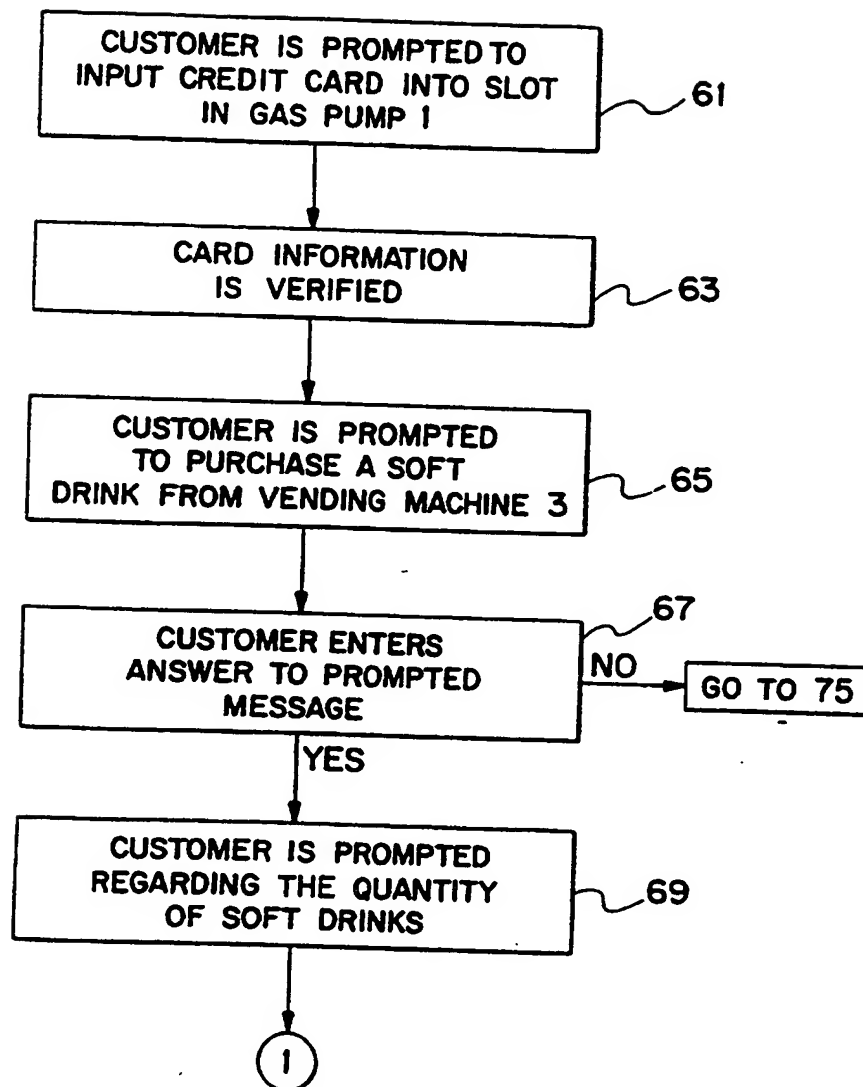 CUSTOMER IS PROMPTED TO
INPUT CREDIT CARD INTO SLOT
IN GAS PUMP 1
61
CARD INFORMATION
IS VERIFIED
63
CUSTOMER IS PROMPTED
TO PURCHASE A SOFT
DRINK FROM VENDING MACHINE 3
65
67
CUSTOMER ENTERS
ANSWER TO PROMPTED
MESSAGE
NO
GO TO 75
YES
CUSTOMER IS PROMPTED
REGARDING THE QUANTITY
OF SOFT DRINKS
69
1